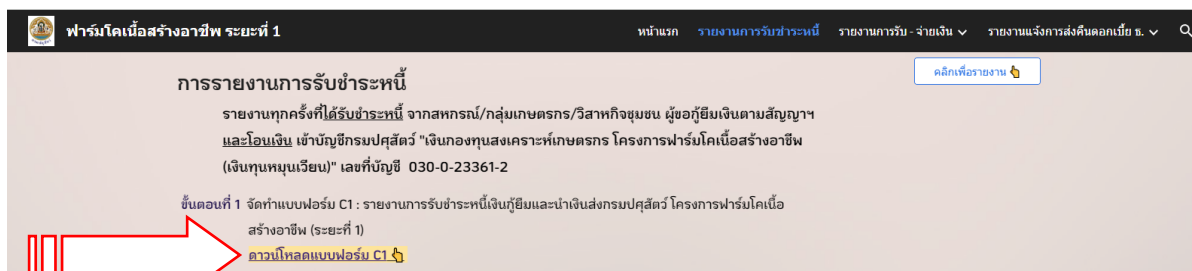 ฟาร์มโคเนื้อสร้างอาชีพ ระยะที่ 1
หน้าแรก รายงานการรับชำระหนี้ รายงานการรับ - จ่ายเงิน รายงานแจ้งการส่งคืนดอกเบี้ย ธ.
คลิกเพื่อรายงาน
การรายงานการรับชำระหนี้
รายงานทุกครั้งที่ได้รับชำระหนี้ จากสหกรณ์/กลุ่มเกษตรกร/วิสาหกิจชุมชน ผู้ขอกู้ยืมเงินตามสัญญาฯ
และโอนเงิน เข้าบัญชีกรมปศุสัตว์ "เงินกองทุนสงเคราะห์เกษตรกร โครงการฟาร์มโคเนื้อสร้างอาชีพ
(เงินทุนหมุนเวียน)" เลขที่บัญชี 030-0-23361-2
ขั้นตอนที่ 1 จัดทำแบบฟอร์ม C1 : รายงานการรับชำระหนี้เงินกู้ยืมและนำเงินส่งกรมปศุสัตว์ โครงการฟาร์มโคเนื้อ
สร้างอาชีพ (ระยะที่ 1)
ดาวน์โหลดแบบฟอร์ม C1